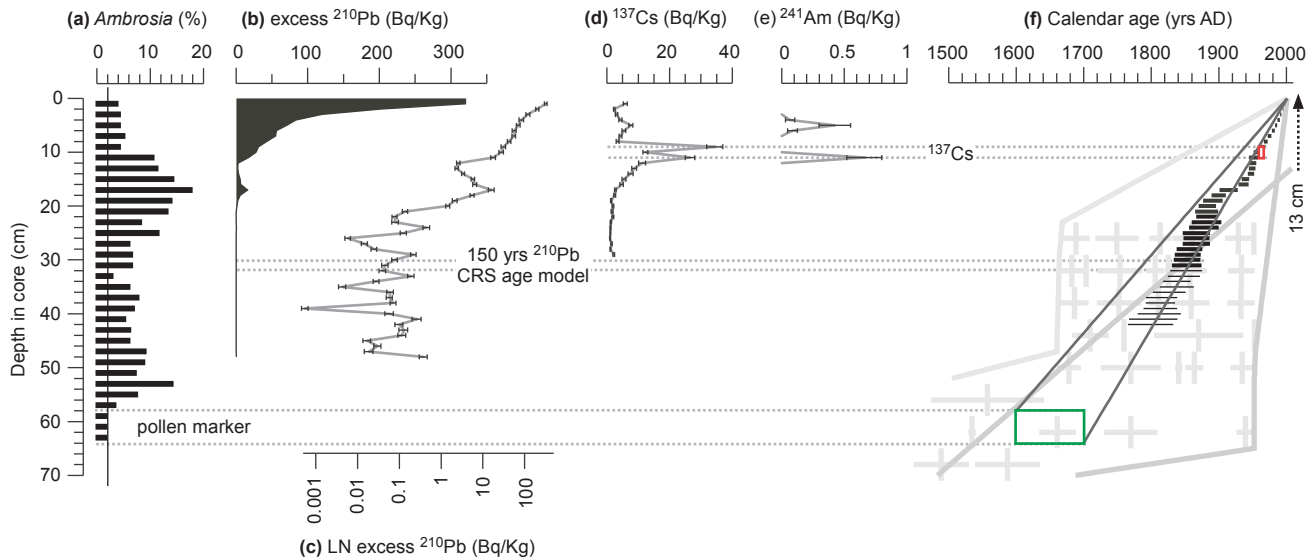 (a) Ambrosia (%)
(b) excess ²¹⁰Pb (Bq/Kg)
(d) ¹³⁷Cs (Bq/Kg)
(e) ²⁴¹Am (Bq/Kg)
(f) Calendar age (yrs AD)
0 10 20
0 100 200 300
0 20 40
0 0.5 1
1500 1600 1700 1800 1900 2000
Depth in core (cm)
0
10
20
30
40
50
60
70
¹³⁷Cs
13 cm
150 yrs ²¹⁰Pb
CRS age model
pollen marker
0.001 0.01 0.1 1 10 100
(c) LN excess ²¹⁰Pb (Bq/Kg)